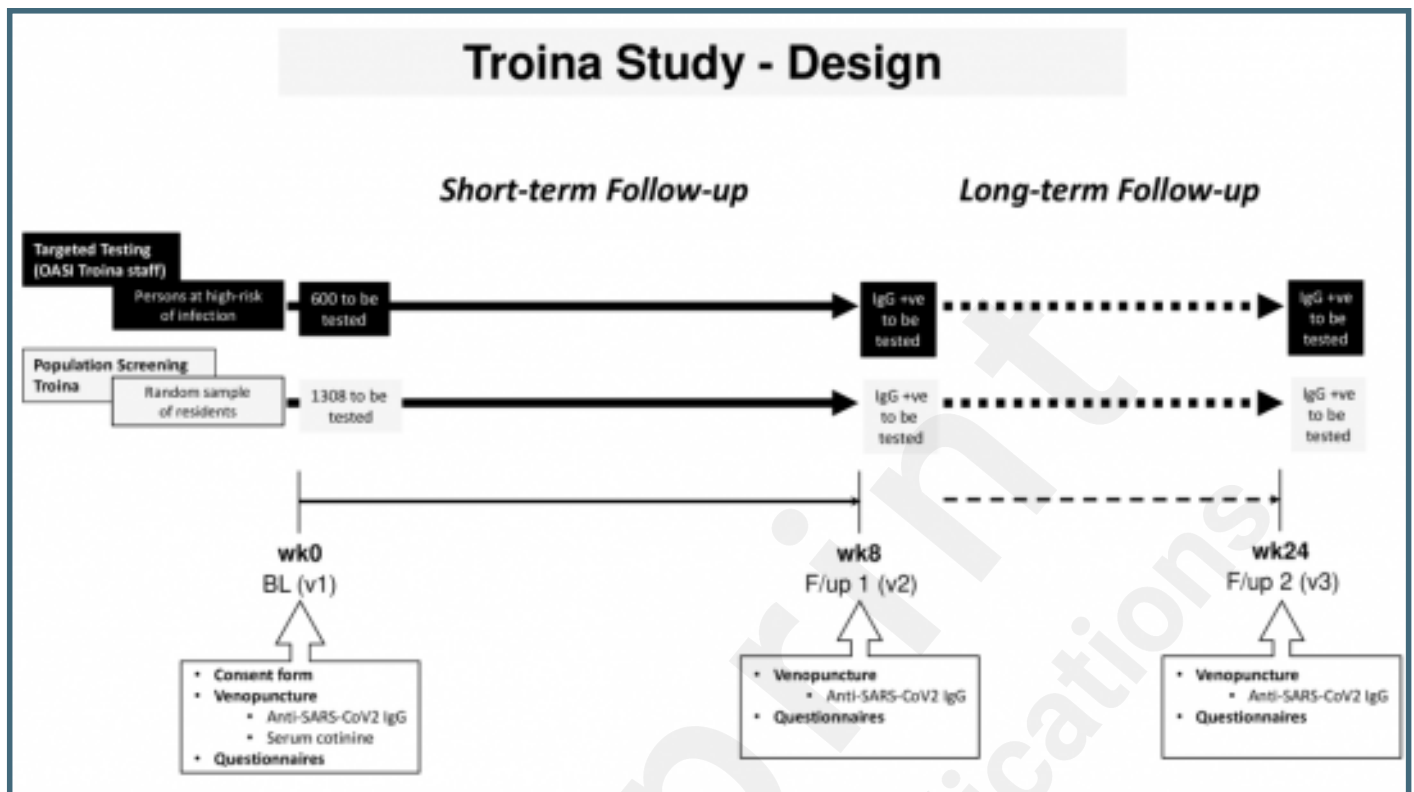 Troina Study - Design
Short-term Follow-up
Long-term Follow-up
Targeted Testing
(OASI Troina staff)
Persons at high-risk
of infection
600 to be
tested
IgG +ve
to be
tested
IgG +ve
to be
tested
Population Screening
Troina
Random sample
of residents
1308 to be
tested
IgG +ve
to be
tested
IgG +ve
to be
tested
wk0
BL (v1)
wk8
F/up 1 (v2)
wk24
F/up 2 (v3)
• Consent form
• Venopuncture
• Anti-SARS-CoV2 IgG
• Serum cotinine
• Questionnaires
• Venopuncture
• Anti-SARS-CoV2 IgG
• Questionnaires
• Venopuncture
• Anti-SARS-CoV2 IgG
• Questionnaires